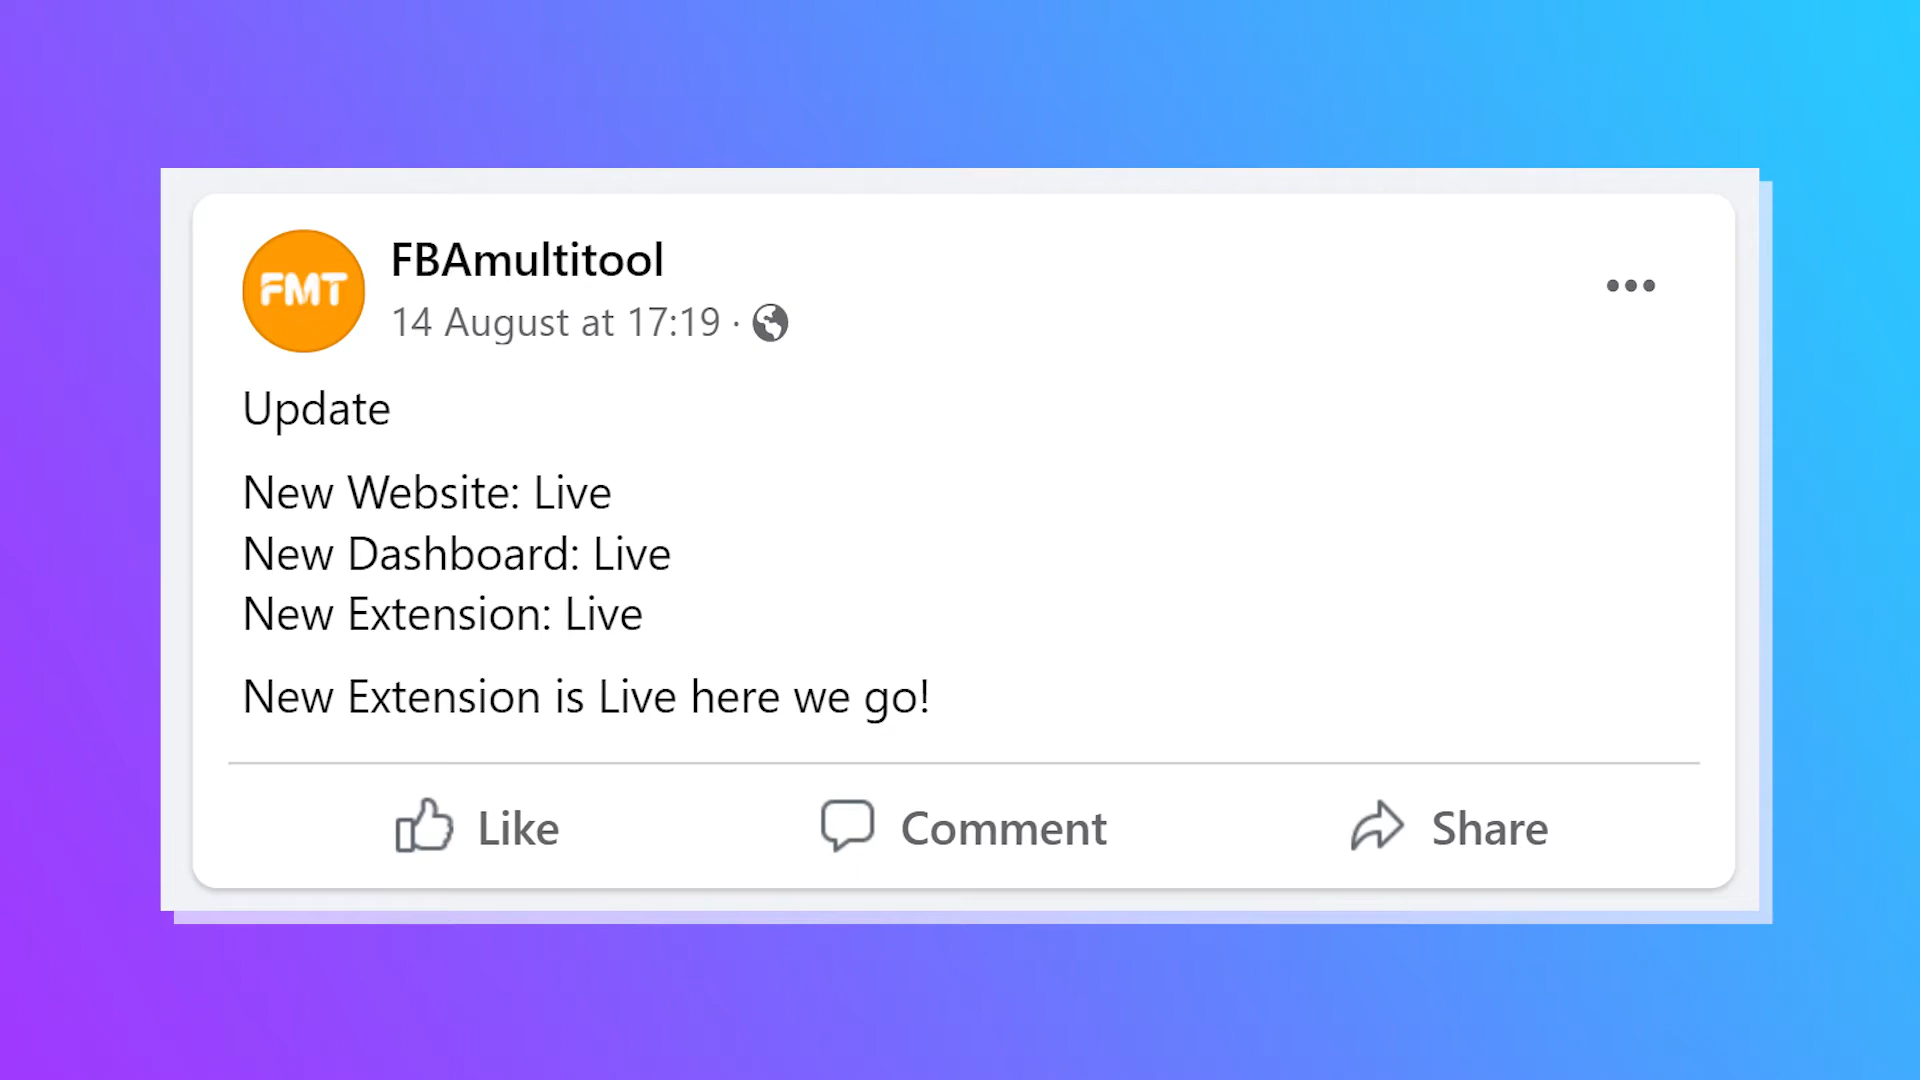 FMT
FBAmultitool
14 August at 17:19 ·
Update
New Website: Live
New Dashboard: Live
New Extension: Live
New Extension is Live here we go!
Like
Comment
Share